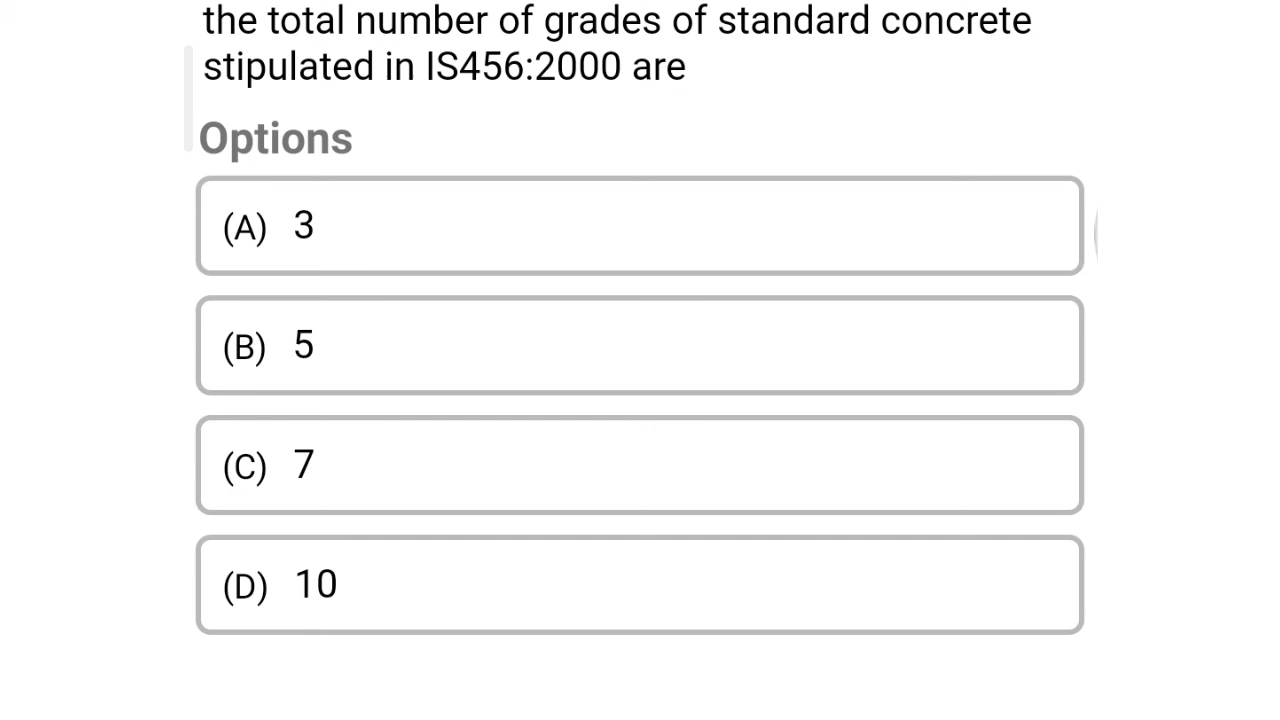 the total number of grades of standard concrete
stipulated in IS456:2000 are
Options
(A) 3
(B) 5
(C) 7
(D) 10